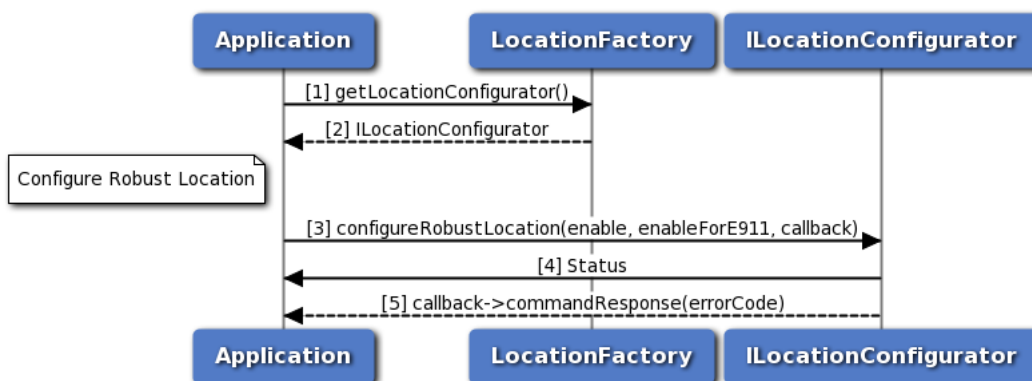 Application
LocationFactory
ILocationConfigurator
[1] getLocationConfigurator()
[2] ILocationConfigurator
Configure Robust Location
[3] configureRobustLocation(enable, enableForE911, callback)
[4] Status
[5] callback->commandResponse(errorCode)
Application
LocationFactory
ILocationConfigurator